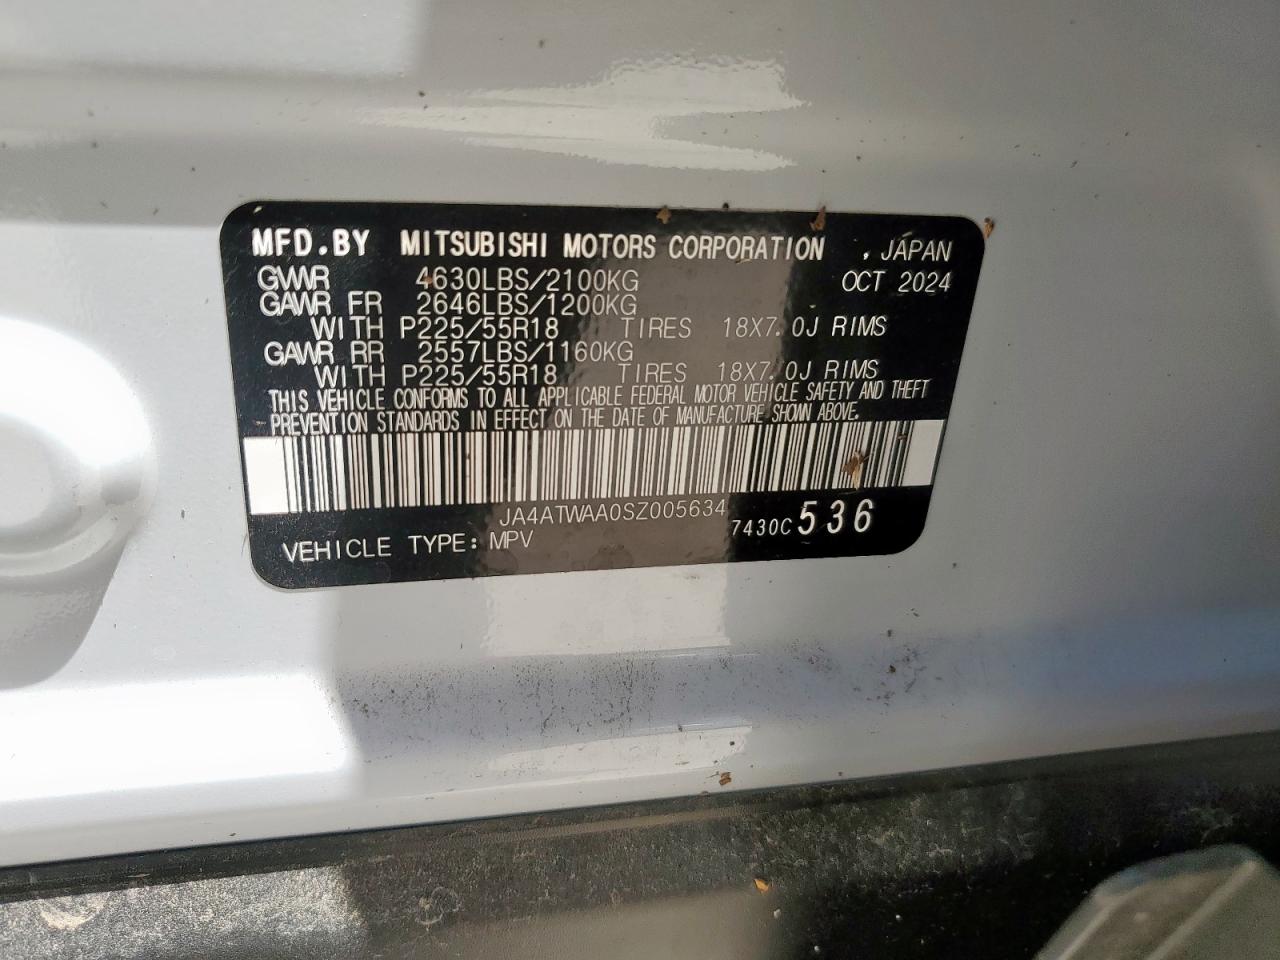 MFD.BY MITSUBISHI MOTORS CORPORATION , JAPAN
GVWR 4630LBS/2100KG OCT 2024
GAWR FR 2646LBS/1200KG
WITH P225/55R18 TIRES 18X7.0J RIMS
GAWR RR 2557LBS/1160KG
WITH P225/55R18 TIRES 18X7.0J RIMS
THIS VEHICLE CONFORMS TO ALL APPLICABLE FEDERAL MOTOR VEHICLE SAFETY AND THEFT
PREVENTION STANDARDS IN EFFECT ON THE DATE OF MANUFACTURE SHOWN ABOVE.
JA4ATWAA0SZ005634
VEHICLE TYPE: MPV 7430C 536